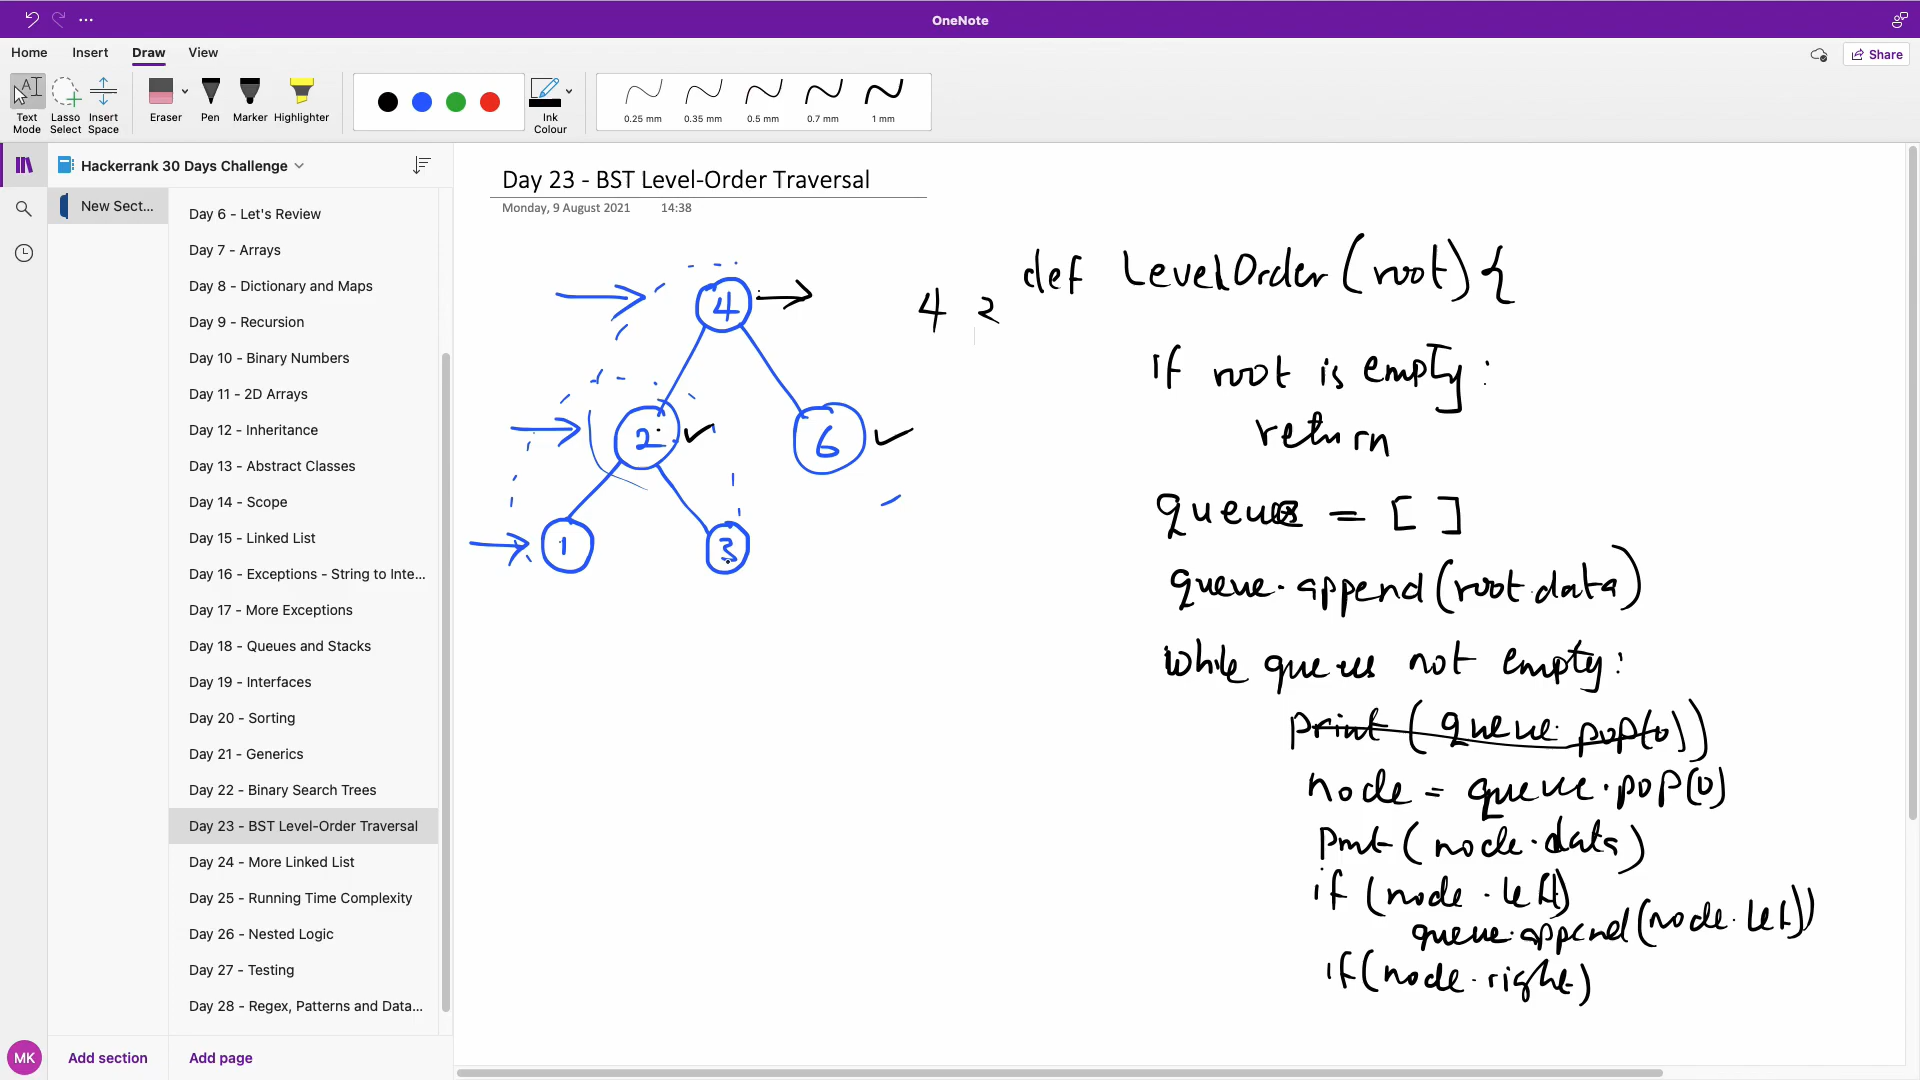 OneNote
Home Insert Draw View
Share
Text Mode
Lasso Select
Insert Space
Eraser
Pen
Marker
Highlighter
Ink Colour
0.25 mm
0.35 mm
0.5 mm
0.7 mm
1 mm
Hackerrank 30 Days Challenge
New Sect...
Day 6 - Let's Review
Day 7 - Arrays
Day 8 - Dictionary and Maps
Day 9 - Recursion
Day 10 - Binary Numbers
Day 11 - 2D Arrays
Day 12 - Inheritance
Day 13 - Abstract Classes
Day 14 - Scope
Day 15 - Linked List
Day 16 - Exceptions - String to Inte...
Day 17 - More Exceptions
Day 18 - Queues and Stacks
Day 19 - Interfaces
Day 20 - Sorting
Day 21 - Generics
Day 22 - Binary Search Trees
Day 23 - BST Level-Order Traversal
Day 24 - More Linked List
Day 25 - Running Time Complexity
Day 26 - Nested Logic
Day 27 - Testing
Day 28 - Regex, Patterns and Data...
MK
Add section
Add page
Day 23 - BST Level-Order Traversal
Monday, 9 August 2021 14:38
4
2 6
1 3
4 2
def LevelOrder (root) {
if root is empty :
return
queue = [ ]
queue.append(root.data)
while queue not empty :
print (queue.pop(0))
node = queue.pop(0)
print (node.data)
if (node.left)
queue.append(node.left))
if (node.right)